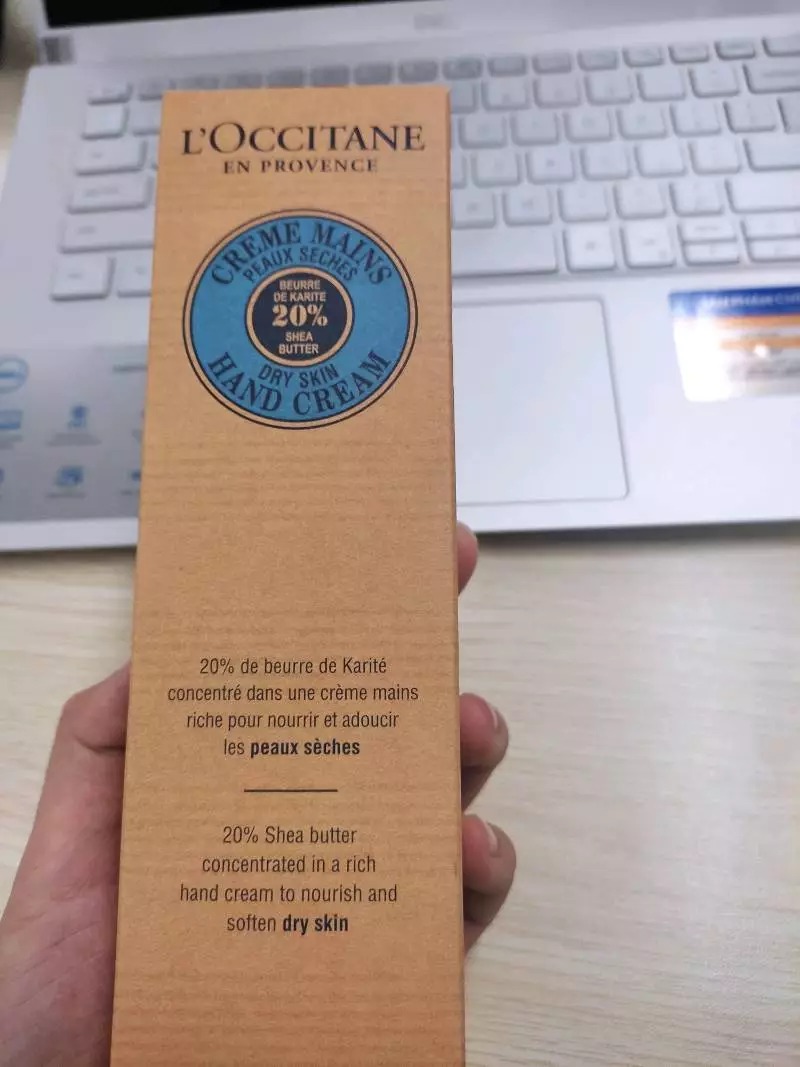 L'OCCITANE
EN PROVENCE
CREME MAINS
PEAUX SECHES
BEURRE
DE KARITE
20%
SHEA
BUTTER
DRY SKIN
HAND CREAM
20% de beurre de Karité
concentré dans une crème mains
riche pour nourrir et adoucir
les peaux sèches
20% Shea butter
concentrated in a rich
hand cream to nourish and
soften dry skin